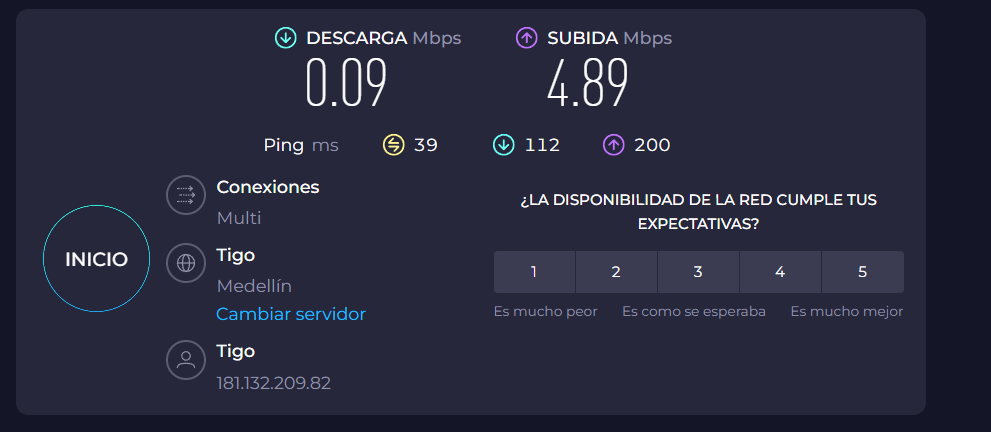 DESCARGA Mbps
SUBIDA Mbps
0.09
4.89
Ping ms 39 112 200
Conexiones
Multi
Tigo
Medellín
Cambiar servidor
Tigo
181.132.209.82
INICIO
¿LA DISPONIBILIDAD DE LA RED CUMPLE TUS
EXPECTATIVAS?
1 2 3 4 5
Es mucho peor Es como se esperaba Es mucho mejor